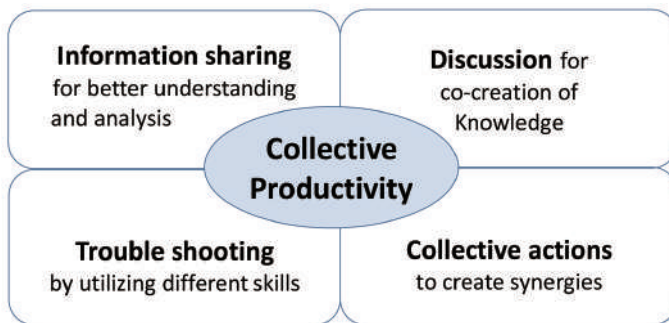 Information sharing
for better understanding
and analysis
Discussion for
co-creation of
Knowledge
Collective
Productivity
Trouble shooting
by utilizing different skills
Collective actions
to create synergies